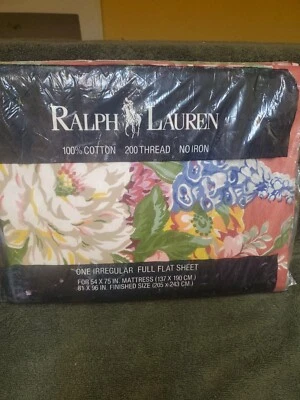 RALPH LAUREN
100% COTTON 200 THREAD NO IRON
ONE IRREGULAR FULL FLAT SHEET
FOR 54 X 75 IN. MATTRESS (137 X 190 CM.)
81 X 96 IN. FINISHED SIZE (205 X 243 CM.)